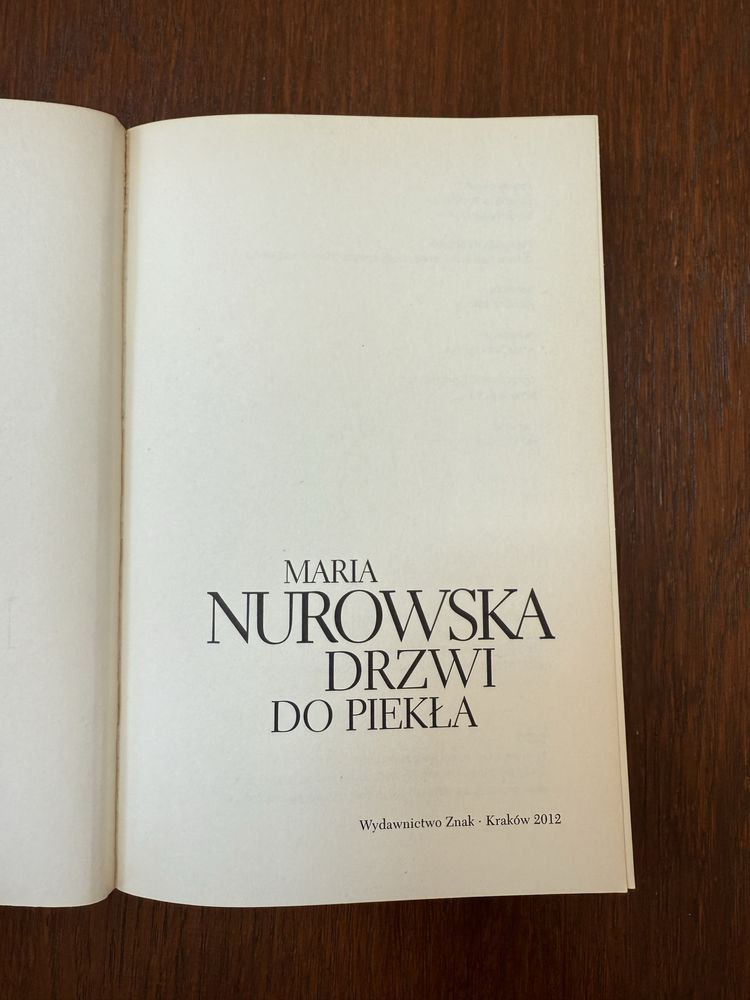 MARIA
NUROWSKA
DRZWI
DO PIEKŁA
Wydawnictwo Znak · Kraków 2012